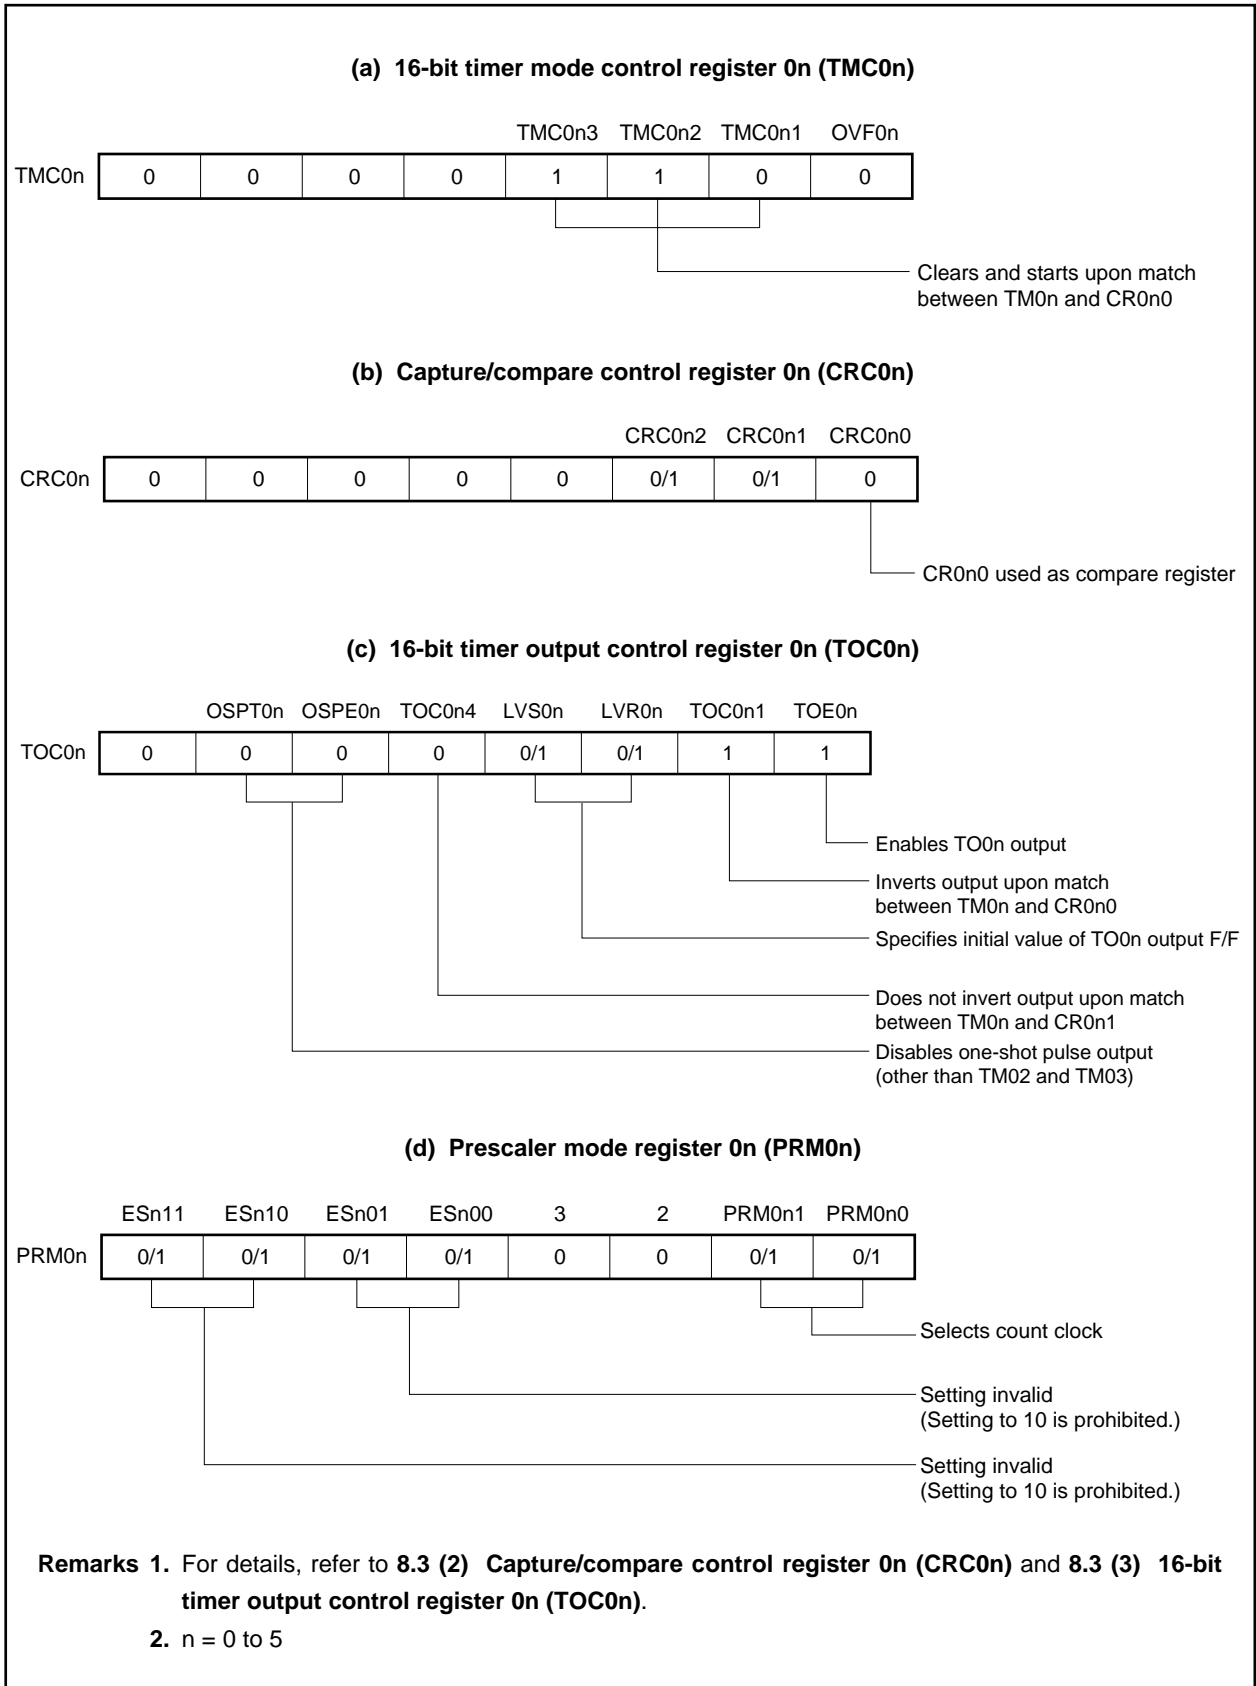 (a) 16-bit timer mode control register 0n (TMC0n)
TMC0n3 TMC0n2 TMC0n1 OVF0n
TMC0n 0 0 0 0 1 1 0 0
Clears and starts upon match
between TM0n and CR0n0
(b) Capture/compare control register 0n (CRC0n)
CRC0n2 CRC0n1 CRC0n0
CRC0n 0 0 0 0 0 0/1 0/1 0
CR0n0 used as compare register
(c) 16-bit timer output control register 0n (TOC0n)
OSPT0n OSPE0n TOC0n4 LVS0n LVR0n TOC0n1 TOE0n
TOC0n 0 0 0 0 0/1 0/1 1 1
Enables TO0n output
Inverts output upon match
between TM0n and CR0n0
Specifies initial value of TO0n output F/F
Does not invert output upon match
between TM0n and CR0n1
Disables one-shot pulse output
(other than TM02 and TM03)
(d) Prescaler mode register 0n (PRM0n)
ESn11 ESn10 ESn01 ESn00 3 2 PRM0n1 PRM0n0
PRM0n 0/1 0/1 0/1 0/1 0 0 0/1 0/1
Selects count clock
Setting invalid
(Setting to 10 is prohibited.)
Setting invalid
(Setting to 10 is prohibited.)
Remarks 1. For details, refer to 8.3 (2) Capture/compare control register 0n (CRC0n) and 8.3 (3) 16-bit
timer output control register 0n (TOC0n).
2. n = 0 to 5